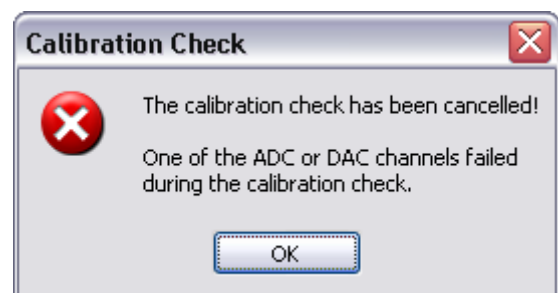 Calibration Check
The calibration check has been cancelled!
One of the ADC or DAC channels failed
during the calibration check.
OK